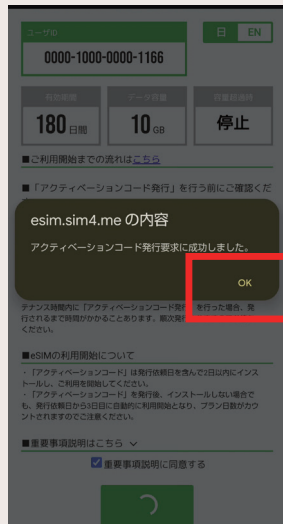 ユーザID
日 EN
0000-1000-0000-1166
有効期間
データ容量
容量超過時
180 日間
10 GB
停止
■ご利用開始までの流れはこちら
■「アクティベーションコード発行」を行う前にご確認くだ
esim.sim4.me の内容
アクティベーションコード発行要求に成功しました。
OK
テナンス時間内に「アクティベーションコード発行」を行った場合、発
行されるまで時間がかかることあります。順次発
ください。
■eSIMの利用開始について
・「アクティベーションコード」は発行依頼日を含んで2日以内にインス
トールし、ご利用を開始してください。
・「アクティベーションコード」を発行後、インストールしない場合で
も、発行依頼日から3日目に自動的に利用開始となり、プラン日数がカウ
ントされますのでご注意ください。
■重要事項説明はこちら
重要事項説明に同意する